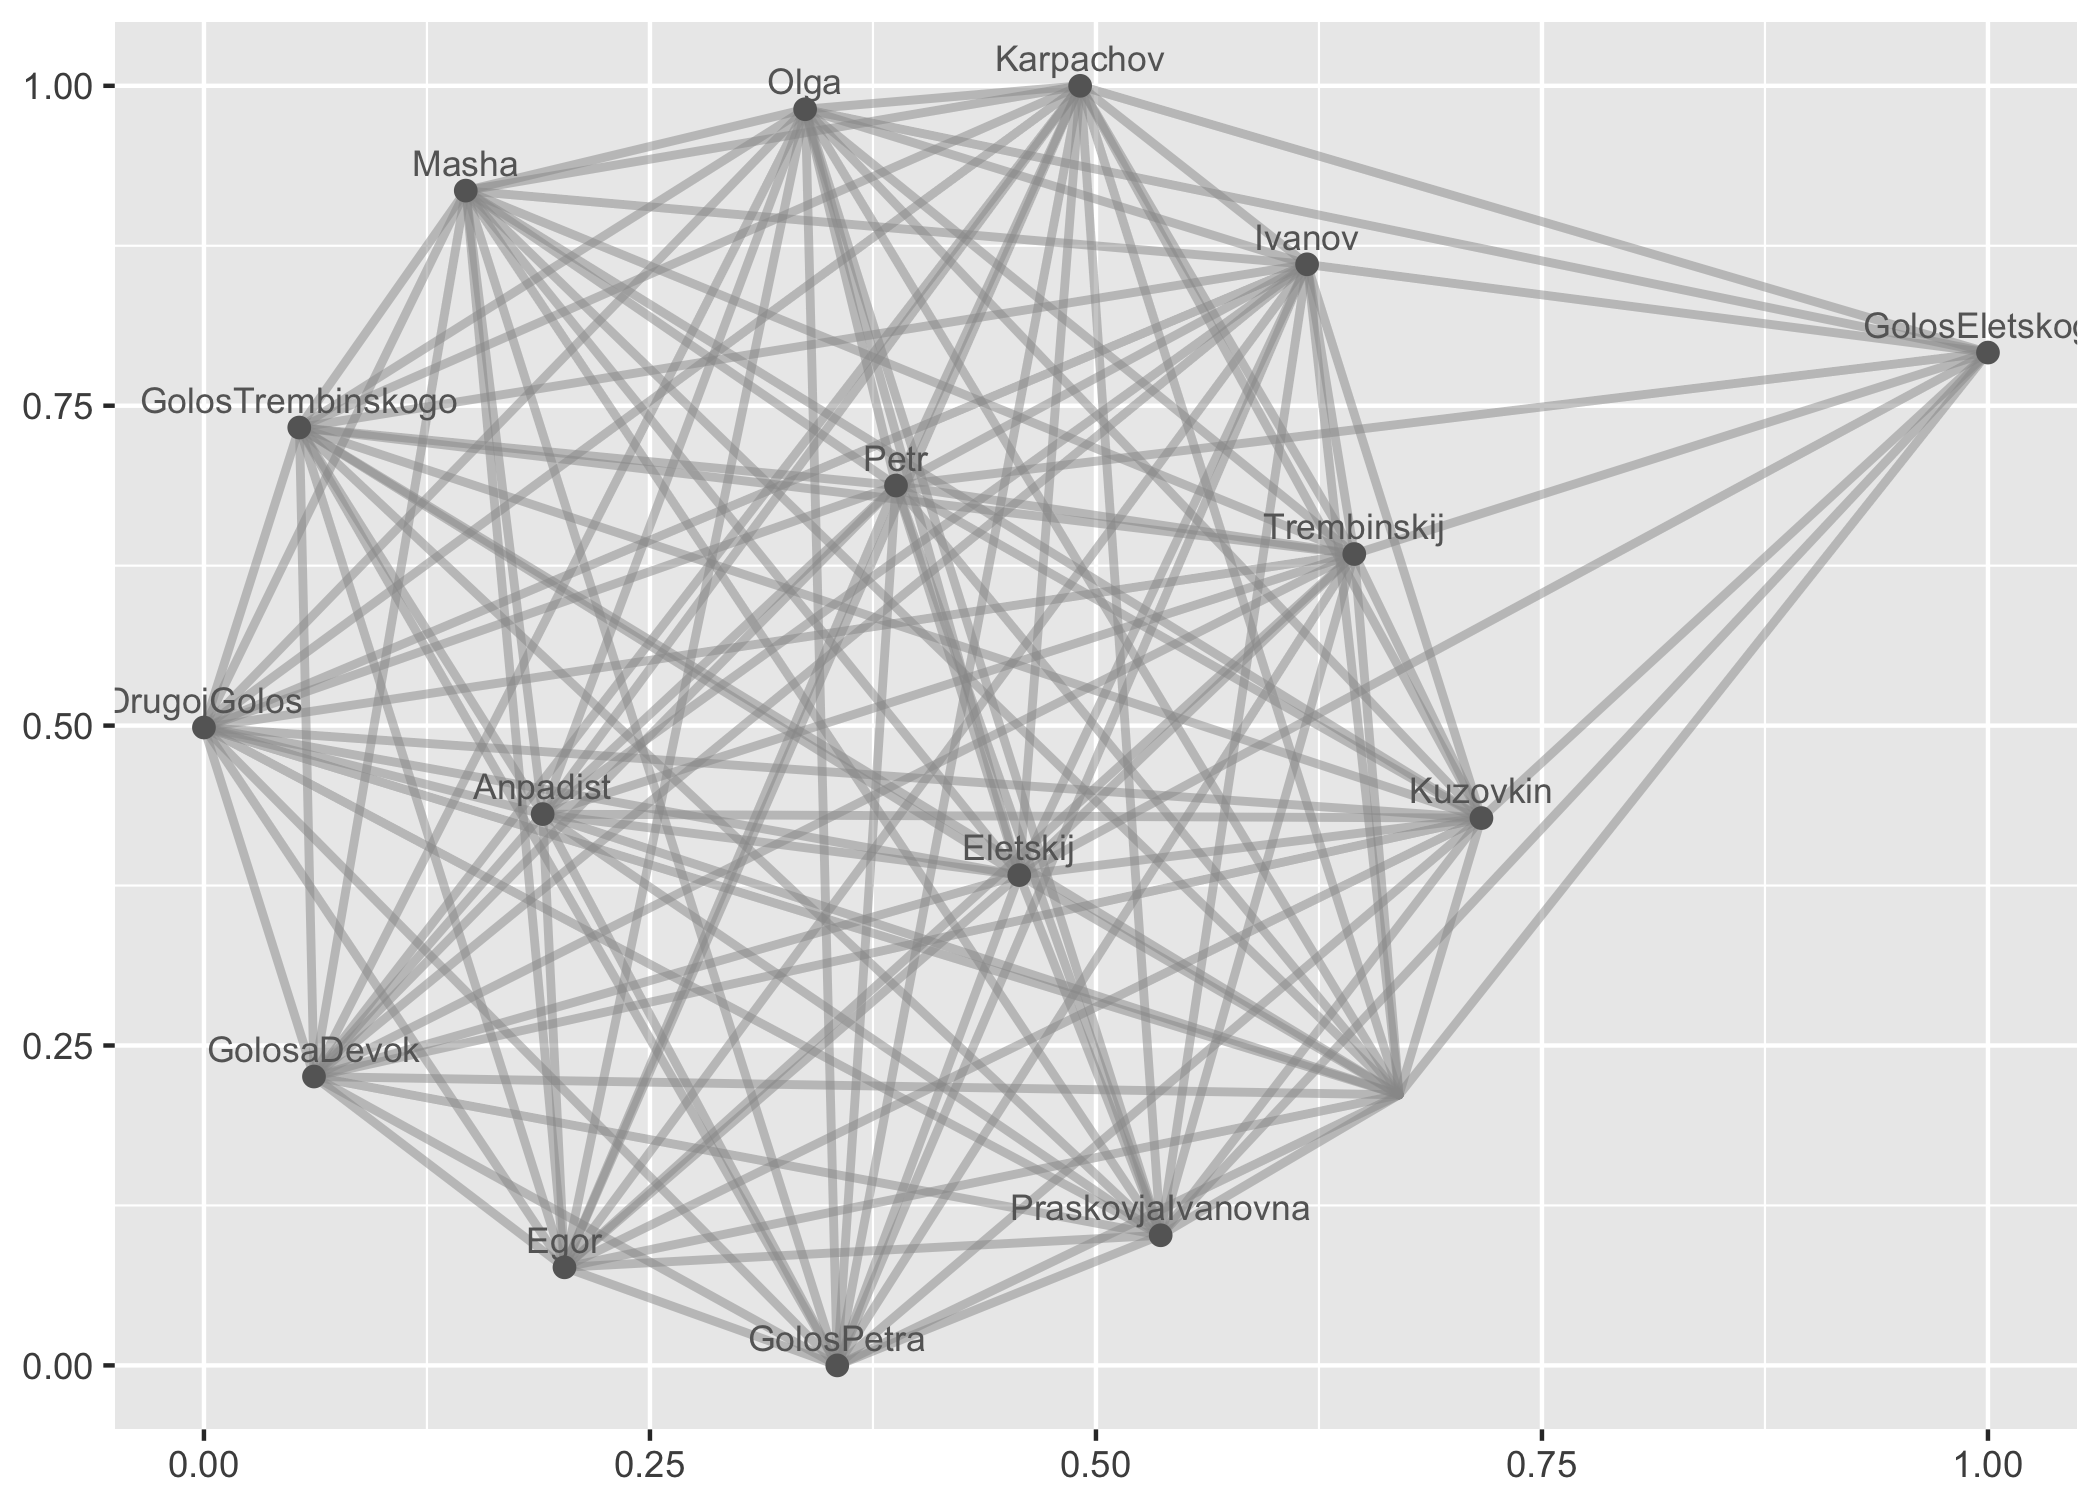 Karpachov
Olga
Masha
Ivanov
GolosEletskog
GolosTrembinskogo
Petr
Trembinskij
DrugojGolos
Anpadist
Kuzovkin
Eletskij
GolosaDevok
PraskovjaIvanovna
Egor
GolosPetra
1.00
0.75
0.50
0.25
0.00
0.00 0.25 0.50 0.75 1.00